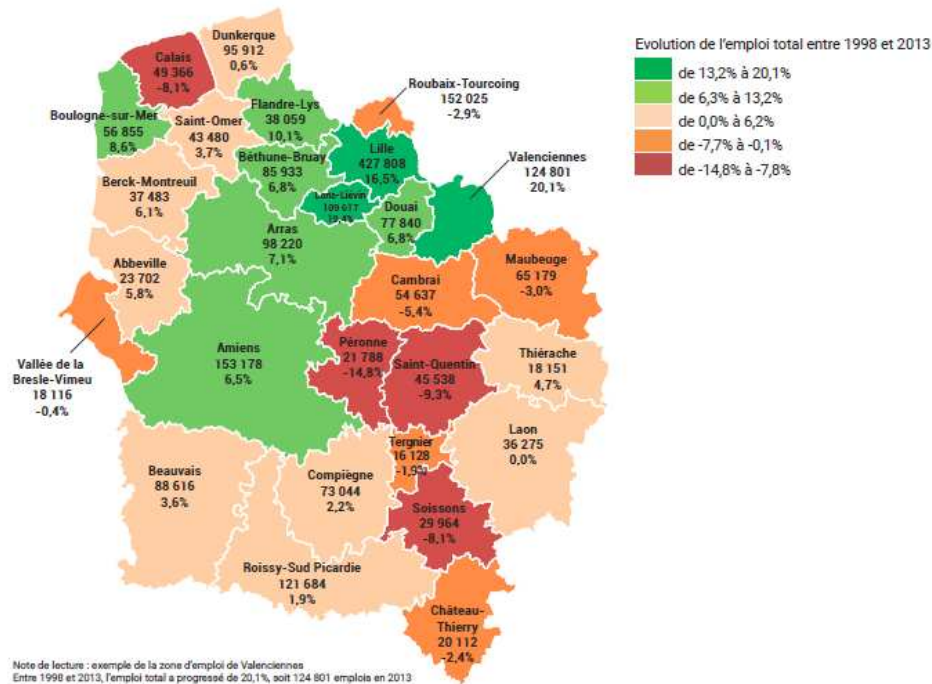 Dunkerque
95 912
0,6%
Calais
49 366
-8,1%
Evolution de l'emploi total entre 1998 et 2013
de 13,2% à 20,1%
de 6,3% à 13,2%
de 0,0% à 6,2%
de -7,7% à -0,1%
de -14,8% à -7,8%
Roubaix-Tourcoing
152 025
-2,9%
Boulogne-sur-Mer
56 855
8,6%
Flandre-Lys
38 059
10,1%
Saint-Omer
43 480
3,7%
Lille
427 808
16,5%
Valenciennes
124 801
20,1%
Béthune-Bruay
85 933
6,8%
Berck-Montreuil
37 483
6,1%
Douai
77 840
6,8%
Arras
98 220
7,1%
Abbeville
23 702
5,8%
Cambrai
54 637
-5,4%
Maubeuge
65 179
-3,0%
Vallée de la
Bresle-Vimeu
18 116
-0,4%
Amiens
153 178
6,5%
Péronne
21 788
-14,8%
Saint-Quentin
45 538
-9,3%
Thiérache
18 151
4,7%
Laon
36 275
0,0%
Tergnier
16 128
-1,9%
Beauvais
88 616
3,6%
Compiègne
73 044
2,2%
Soissons
29 964
-8,1%
Roissy-Sud Picardie
121 684
1,9%
Château-
Thierry
20 112
-2,4%
Note de lecture : exemple de la zone d'emploi de Valenciennes
Entre 1998 et 2013, l'emploi total a progressé de 20,1%, soit 124 801 emplois en 2013